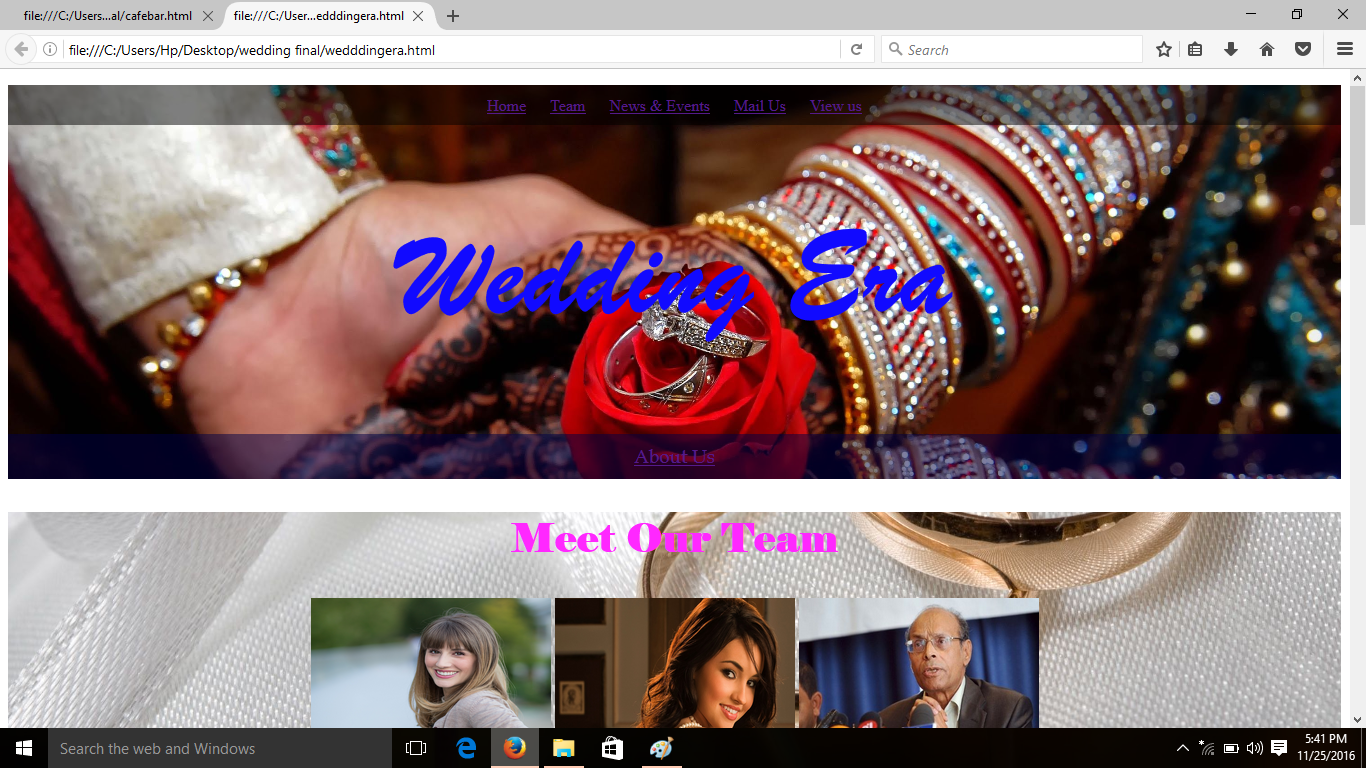 file:///C:/Users...al/cafebar.html
file:///C:/User...edddingera.html
file:///C:/Users/Hp/Desktop/wedding final/wedddingera.html
Search
Home Team News & Events Mail Us View us
Wedding Era
About Us
Meet Our Team
Search the web and Windows
5:41 PM
11/25/2016